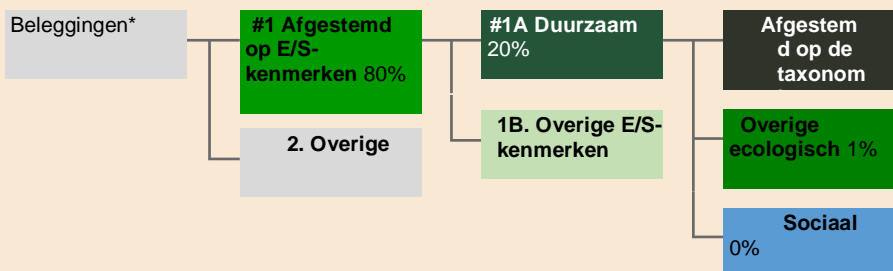 Beleggingen*
#1 Afgestemd
op E/S-
kenmerken 80%
2. Overige
#1A Duurzaam
20%
1B. Overige E/S-
kenmerken
Afgestem
d op de
taxonom
Overige
ecologisch 1%
Sociaal
0%